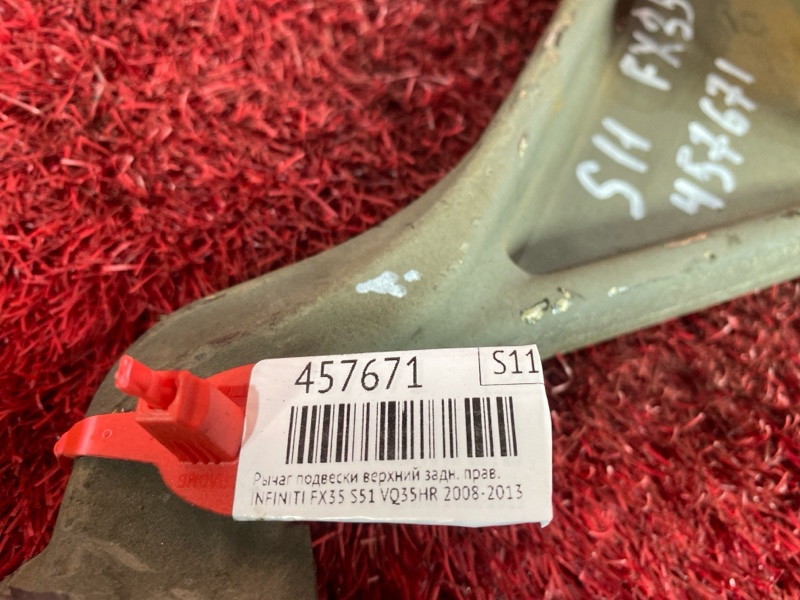 S11 FX35
457671
457671
S11
Рычаг подвески верхний задн. прав.
INFINITI FX35 S51 VQ35HR 2008-2013